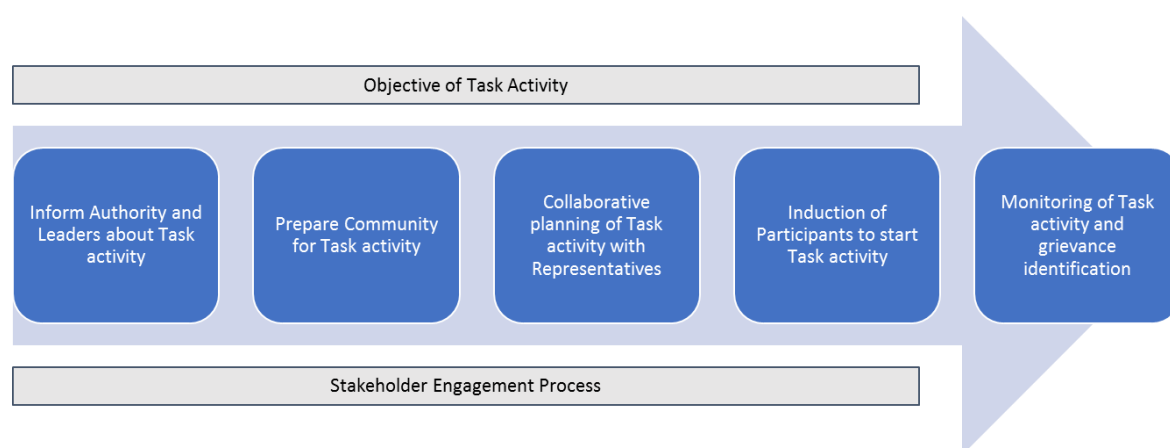 Objective of Task Activity
Inform Authority and
Leaders about Task
activity
Prepare Community
for Task activity
Collaborative
planning of Task
activity with
Representatives
Induction of
Participants to start
Task activity
Monitoring of Task
activity and
grievance
identification
Stakeholder Engagement Process